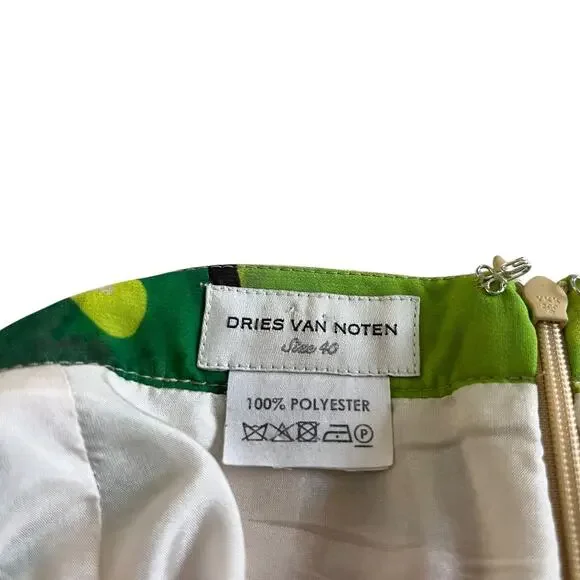 DRIES VAN NOTEN
Size 40
100% POLYESTER
P